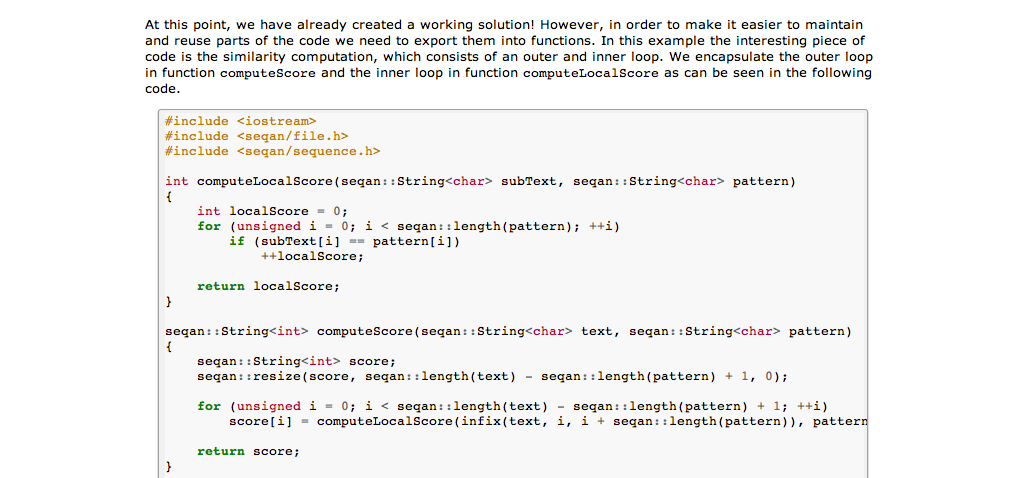 At this point, we have already created a working solution! However, in order to make it easier to maintain
and reuse parts of the code we need to export them into functions. In this example the interesting piece of
code is the similarity computation, which consists of an outer and inner loop. We encapsulate the outer loop
in function computeScore and the inner loop in function computeLocalScore as can be seen in the following
code.
#include <iostream>
#include <seqan/file.h>
#include <seqan/sequence.h>
int computeLocalScore(seqan::String<char> subText, seqan::String<char> pattern)
{
    int localScore = 0;
    for (unsigned i = 0; i < seqan::length(pattern); ++i)
        if (subText[i] == pattern[i])
            ++localScore;
    return localScore;
}
seqan::String<int> computeScore(seqan::String<char> text, seqan::String<char> pattern)
{
    seqan::String<int> score;
    seqan::resize(score, seqan::length(text) - seqan::length(pattern) + 1, 0);
    for (unsigned i = 0; i < seqan::length(text) - seqan::length(pattern) + 1; ++i)
        score[i] = computeLocalScore(infix(text, i, i + seqan::length(pattern)), pattern
    return score;
}